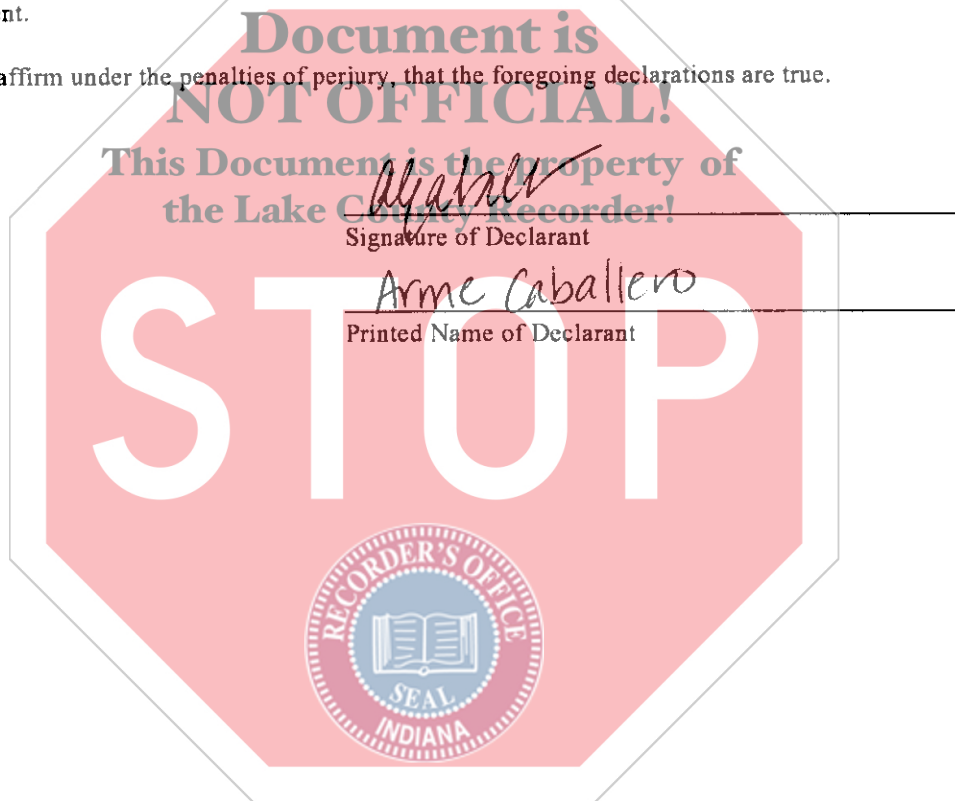 nt.
Document is
affirm under the penalties of perjury, that the foregoing declarations are true.
NOT OFFICIAL!
This Document is the property of
the Lake County Recorder!
Signature of Declarant
Arme Caballero
Printed Name of Declarant
STOP
RECORDER'S OFFICE
SEAL
INDIANA